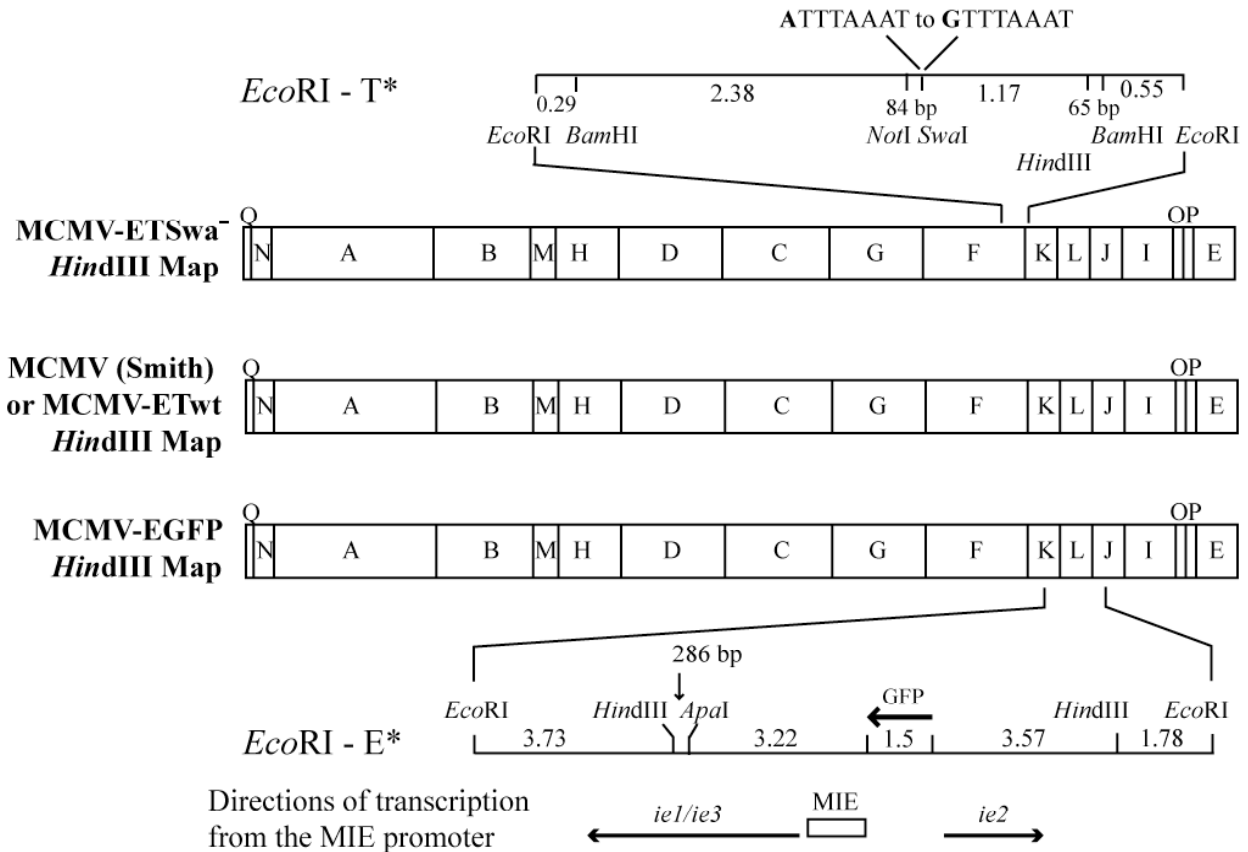 ATTTAAAT to GTTTAAAT
EcoRI - T*
0.29 2.38 84 bp 1.17 65 bp 0.55
EcoRI BamHI NotI SwaI BamHI EcoRI
HindIII
MCMV-ETSwa⁻
HindIII Map
Q
N A B M H D C G F K L J I OP E
MCMV (Smith)
or MCMV-ETwt
HindIII Map
Q
N A B M H D C G F K L J I OP E
MCMV-EGFP
HindIII Map
Q
N A B M H D C G F K L J I OP E
286 bp
EcoRI HindIII ApaI GFP HindIII EcoRI
EcoRI - E*
3.73 3.22 1.5 3.57 1.78
Directions of transcription
from the MIE promoter
ie1/ie3 MIE ie2